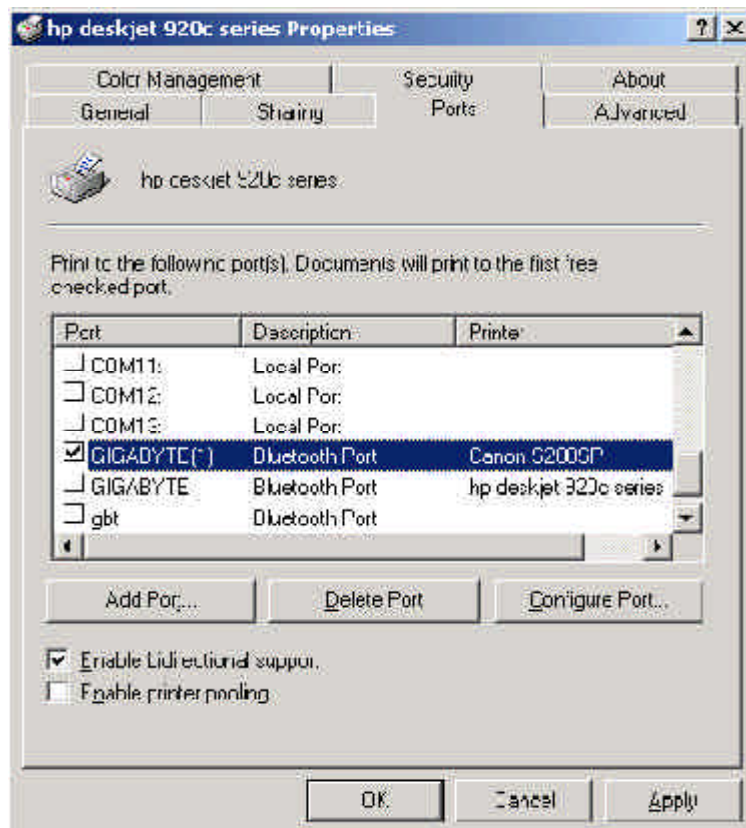 hp deskjet 920c series Properties
Color Management Security About
General Sharing Ports Advanced
hp deskjet 920c series
Print to the following port(s). Documents will print to the first free
checked port.
Port Description Printer
COM11: Local Port
COM12: Local Port
COM13: Local Port
GIGABYTE(*) Bluetooth Port Canon S200SP
GIGABYTE Bluetooth Port hp deskjet 920c series
gbt Bluetooth Port
Add Port... Delete Port Configure Port...
Enable bidirectional support
Enable printer pooling
OK Cancel Apply